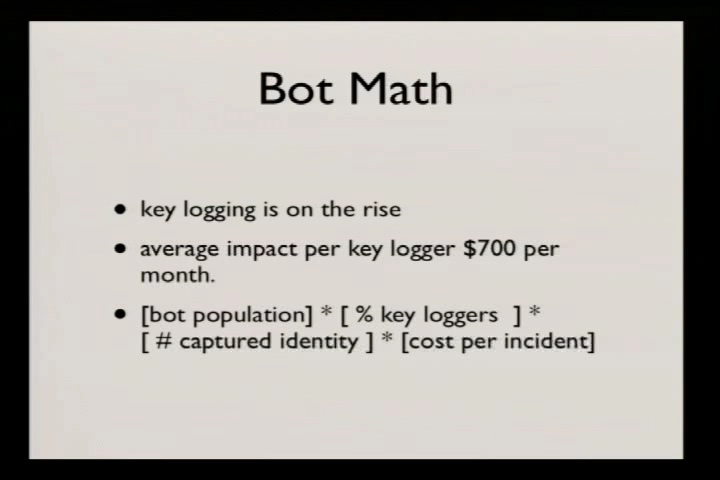 Bot Math
• key logging is on the rise
• average impact per key logger $700 per
month.
• [bot population] * [ % key loggers  ] *
[ # captured identity ] * [cost per incident]